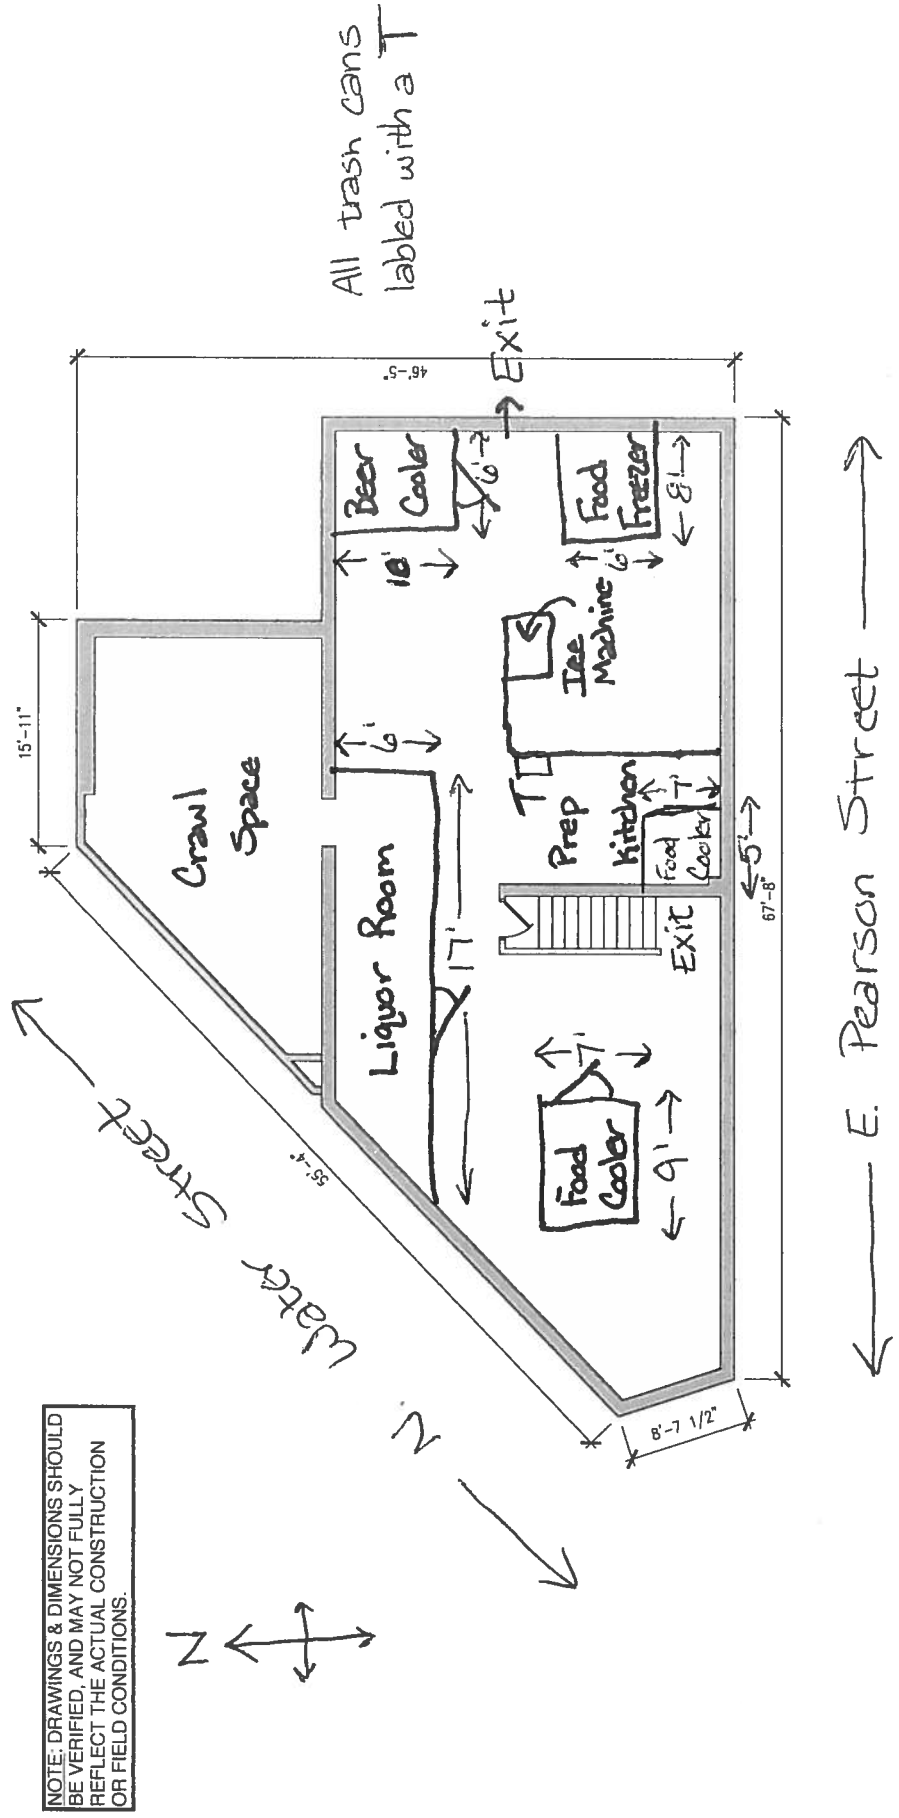 NOTE: DRAWINGS & DIMENSIONS SHOULD
BE VERIFIED, AND MAY NOT FULLY
REFLECT THE ACTUAL CONSTRUCTION
OR FIELD CONDITIONS.
N
All trash cans
labled with a T
N Water Street
15'-11"
55'-4"
46'-5"
Crawl
Space
Liquor Room
6'
17'
Beer
Cooler
10'
6'
Exit
Food
Freezer
6'
8'
Ice
Machine
T
Prep
Kitchen
Food
Cooler
7'
5'
EXIT
Food
Cooler
7'
9'
8'-7 1/2"
67'-8"
E. Pearson Street